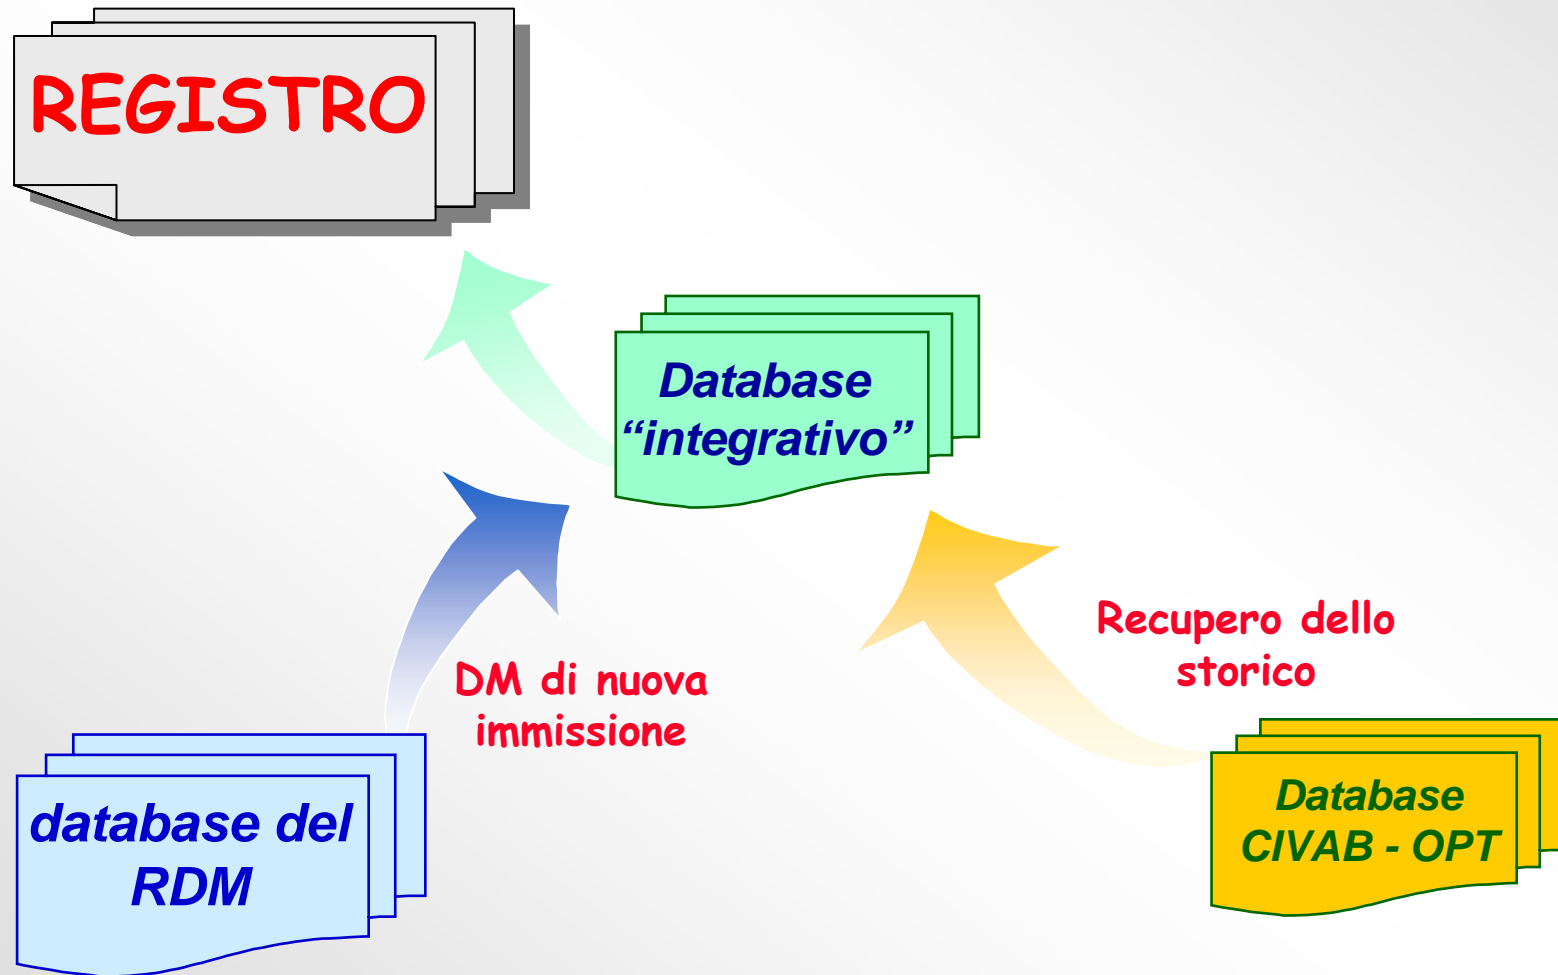 REGISTRO
Database
“integrativo”
Recupero dello
storico
DM di nuova
immissione
database del
RDM
Database
CIVAB - OPT